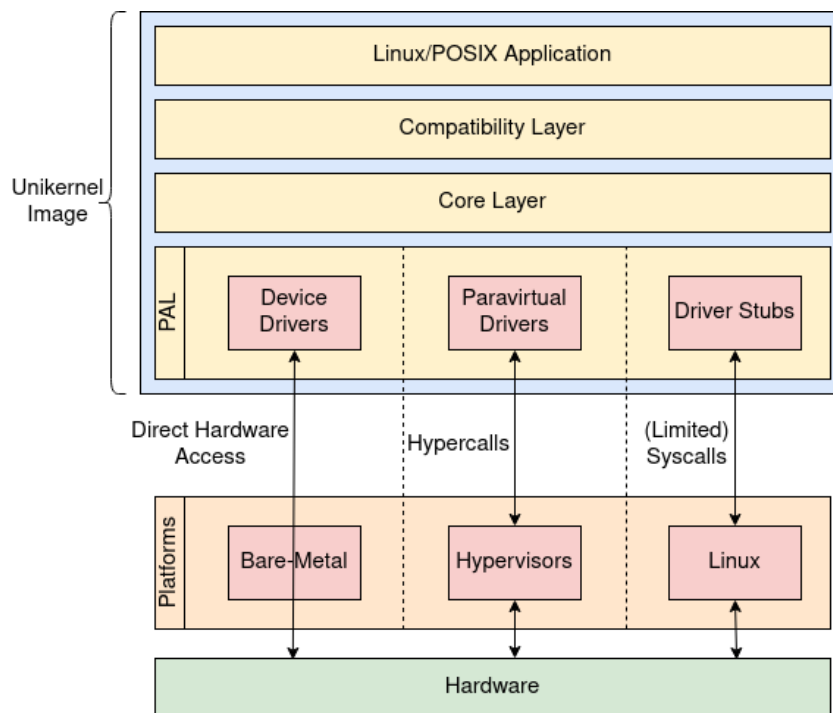 Linux/POSIX Application
Compatibility Layer
Unikernel
Image
Core Layer
PAL
Device
Drivers
Paravirtual
Drivers
Driver Stubs
Direct Hardware
Access
Hypercalls
(Limited)
Syscalls
Platforms
Bare-Metal
Hypervisors
Linux
Hardware